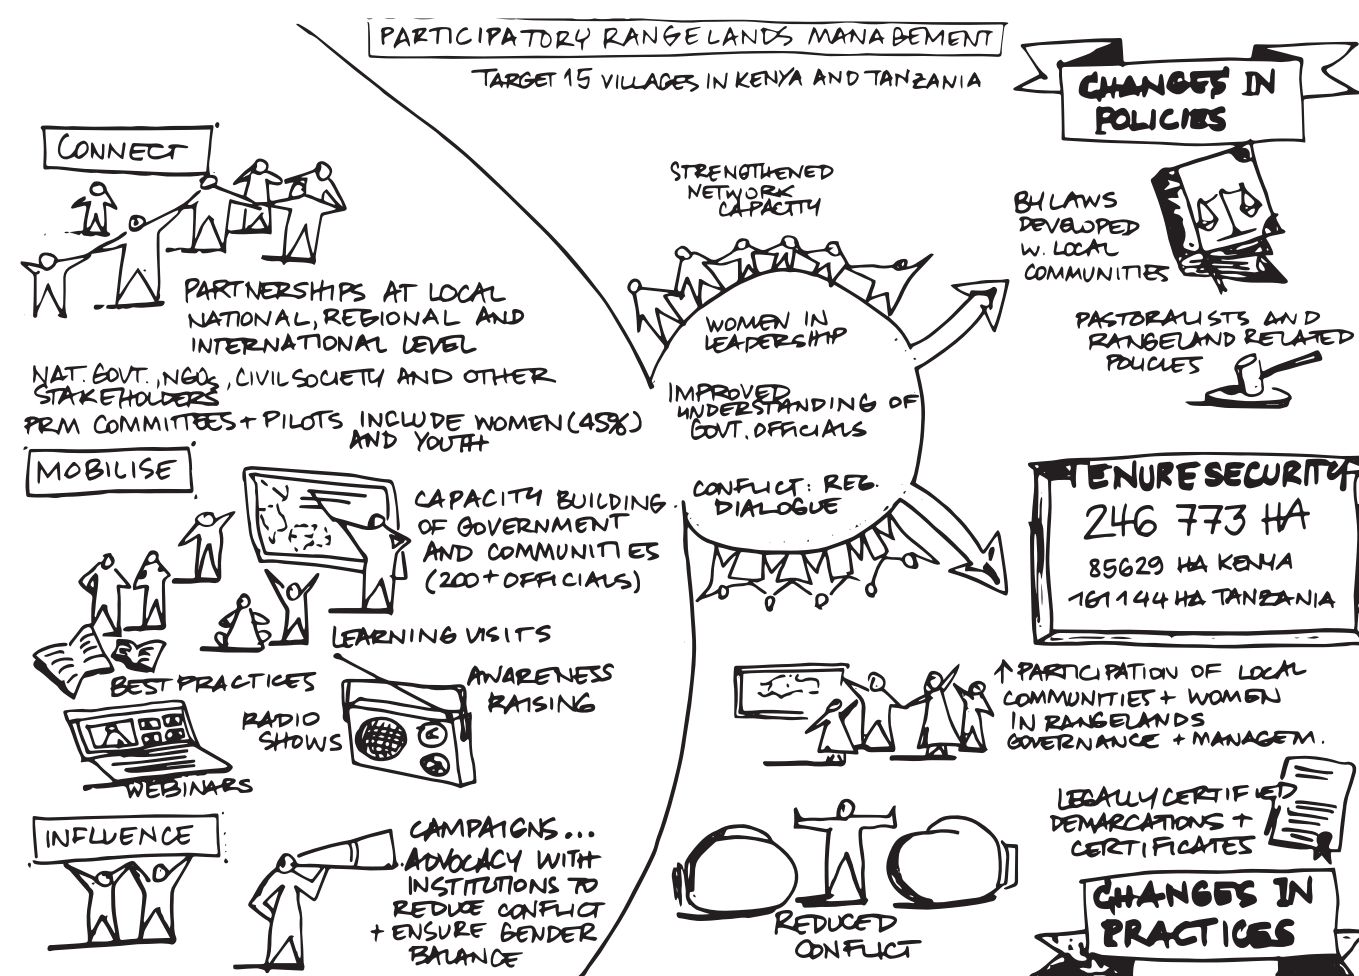 PARTICIPATORY RANGELANDS MANAGEMENT
TARGET 15 VILLAGES IN KENYA AND TANZANIA
CONNECT
PARTNERSHIPS AT LOCAL
NATIONAL, REGIONAL AND
INTERNATIONAL LEVEL
NAT. GOVT., NGOs, CIVIL SOCIETY AND OTHER
STAKEHOLDERS
PRM COMMITTEES + PILOTS INCLUDE WOMEN (45%)
AND YOUTH
MOBILISE
CAPACITY BUILDING
OF GOVERNMENT
AND COMMUNITIES
(200+ OFFICIALS)
LEARNING VISITS
BEST PRACTICES
AWARENESS
RAISING
RADIO
SHOWS
WEBINARS
INFLUENCE
CAMPAIGNS...
ADVOCACY WITH
INSTITUTIONS TO
REDUCE CONFLICT
+ ENSURE GENDER
BALANCE
STRENGTHENED
NETWORK
CAPACITY
WOMEN IN
LEADERSHIP
IMPROVED
UNDERSTANDING OF
GOVT. OFFICIALS
CONFLICT: REG.
DIALOGUE
CHANGES IN
POLICIES
BYLAWS
DEVELOPED
W. LOCAL
COMMUNITIES
PASTORALISTS AND
RANGELAND RELATED
POLICIES
TENURE SECURITY
246 773 HA
85629 HA KENYA
161144 HA TANZANIA
↑ PARTICIPATION OF LOCAL
COMMUNITIES + WOMEN
IN RANGELANDS
GOVERNANCE + MANAGEM.
LEGALLY CERTIFIED
DEMARCATIONS +
CERTIFICATES
REDUCED
CONFLICT
CHANGES IN
PRACTICES